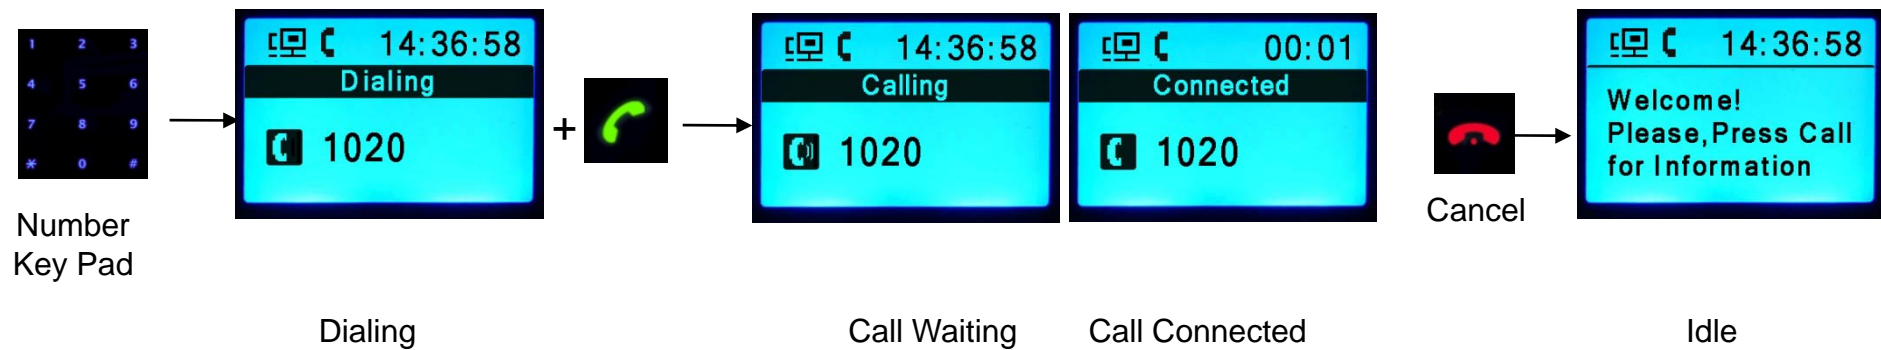 1 2 3
4 5 6
7 8 9
* 0 #
Number
Key Pad
14:36:58
Dialing
1020
Dialing
+
14:36:58
Calling
1020
Call Waiting
00:01
Connected
1020
Call Connected
Cancel
14:36:58
Welcome!
Please,Press Call
for Information
Idle